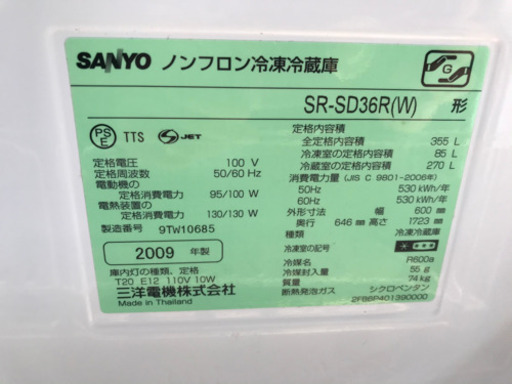 SANYO ノンフロン冷凍冷蔵庫
G
SR-SD36R(W) 形
PS E TTS S JET
定格電圧 100 V
定格周波数 50/60 Hz
電動機の
定格消費電力 95/100 W
電熱装置の
定格消費電力 130/130 W
製造番号 9TW10685
2009 年製
庫内灯の種類、定格
T20 E12 110V 10W
三洋電機株式会社
Made in Thailand
定格内容積
全定格内容積 355 L
冷凍室の定格内容積 85 L
冷蔵室の定格内容積 270 L
消費電力量 (JIS C 9801-2006年)
50Hz 530 kWh/年
60Hz 530 kWh/年
外形寸法 幅 600 mm
奥行 646 mm 高さ 1723 mm
種類 冷凍冷蔵庫
冷凍室の記号
冷媒名 R600a
冷媒封入量 55 g
質量 74 kg
断熱発泡ガス シクロペンタン
2FB6P401390000